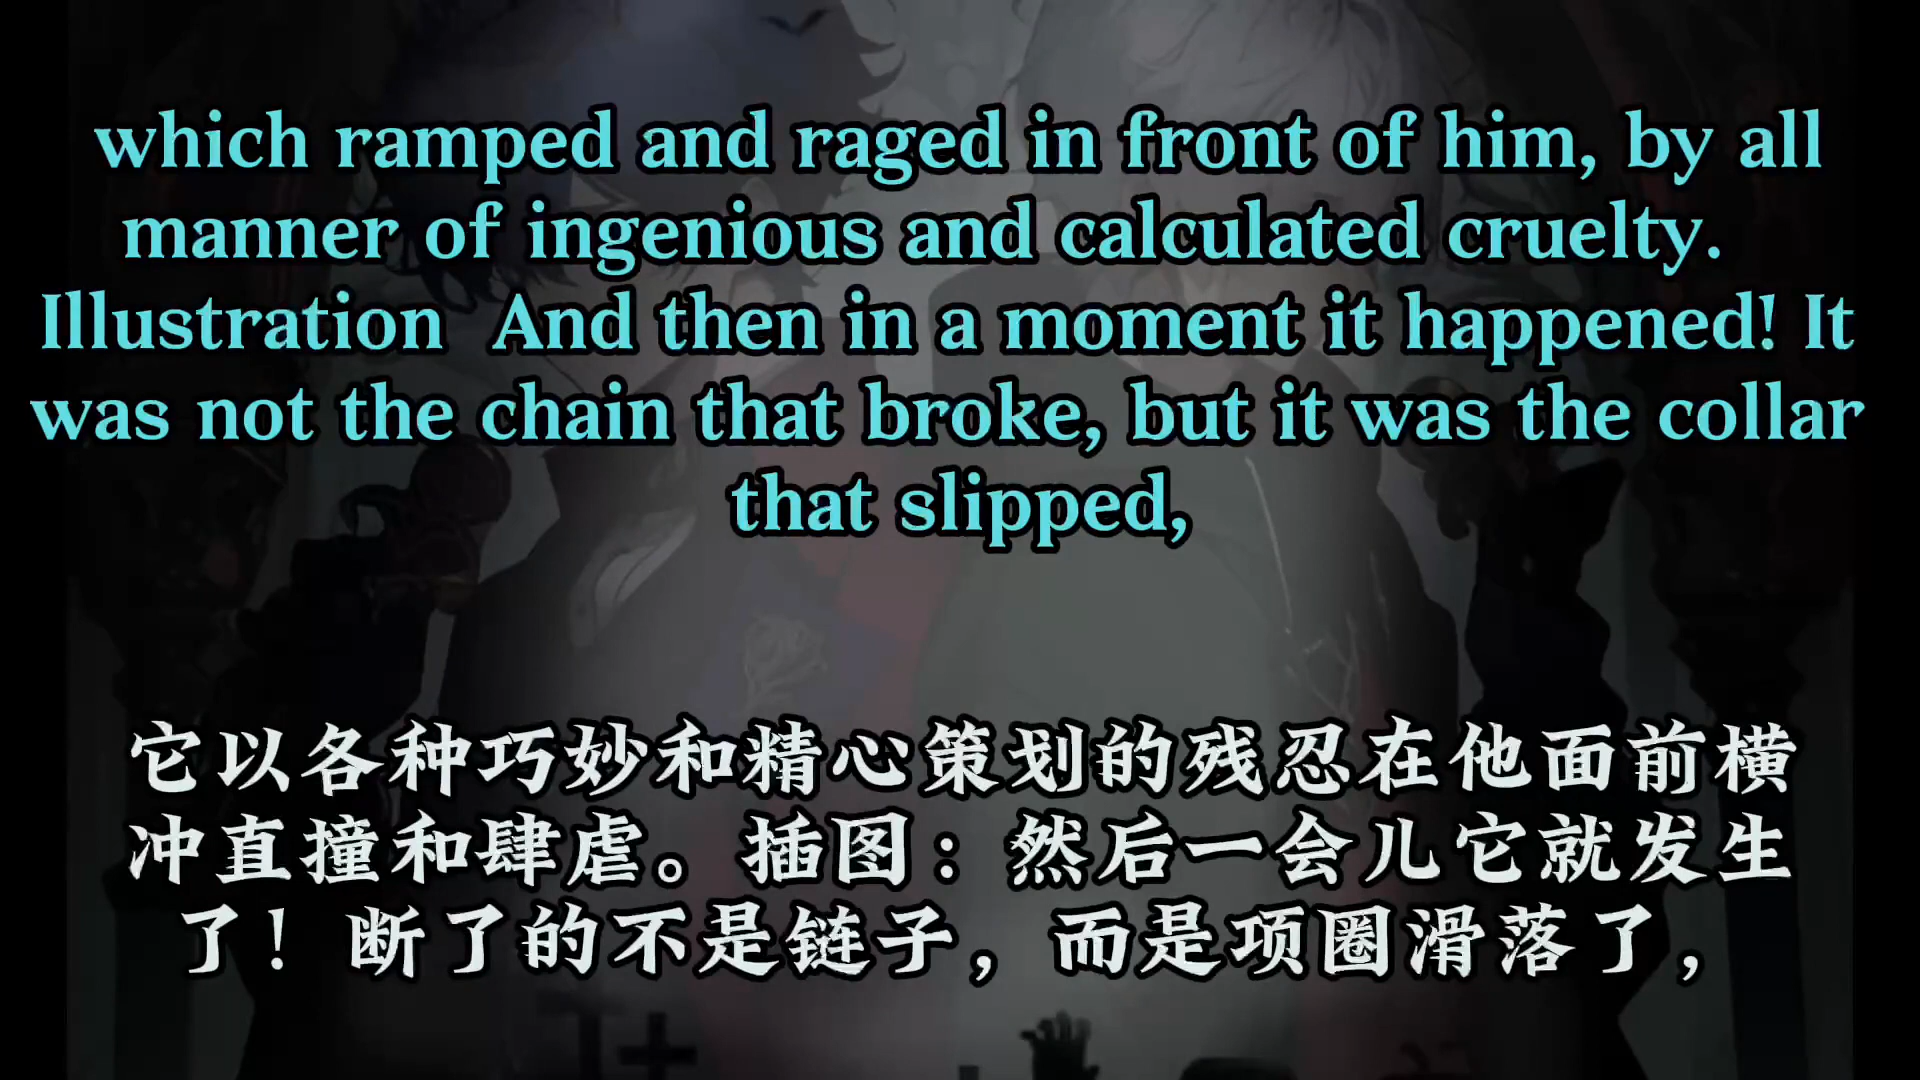 which ramped and raged in front of him, by all
manner of ingenious and calculated cruelty.
Illustration And then in a moment it happened! It
was not the chain that broke, but it was the collar
that slipped,
它以各种巧妙和精心策划的残忍在他面前横
冲直撞和肆虐。插图：然后一会儿它就发生
了！断了的不是链子，而是项圈滑落了，